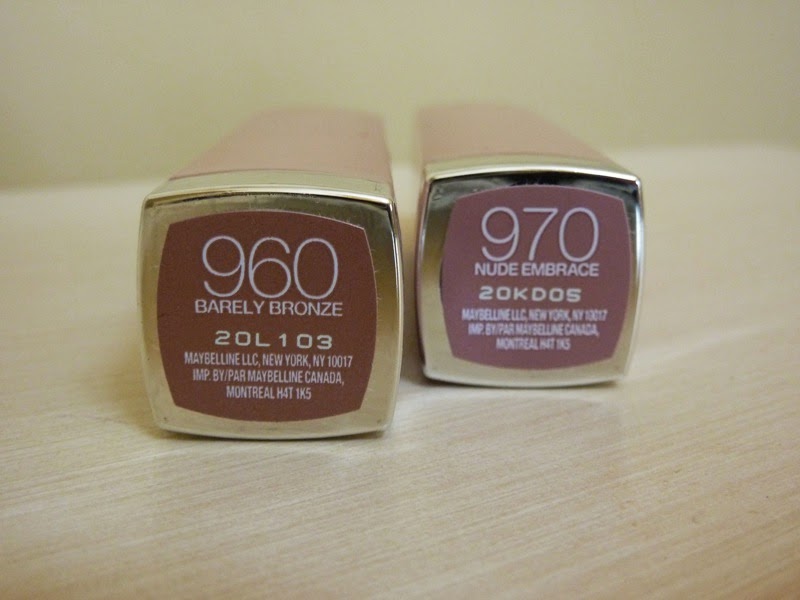 960
BARELY BRONZE
20L103
MAYBELLINE LLC, NEW YORK, NY 10017
IMP. BY/PAR MAYBELLINE CANADA,
MONTREAL H4T 1K5
970
NUDE EMBRACE
20KD05
MAYBELLINE LLC, NEW YORK, NY 10017
IMP. BY/PAR MAYBELLINE CANADA,
MONTREAL H4T 1K5